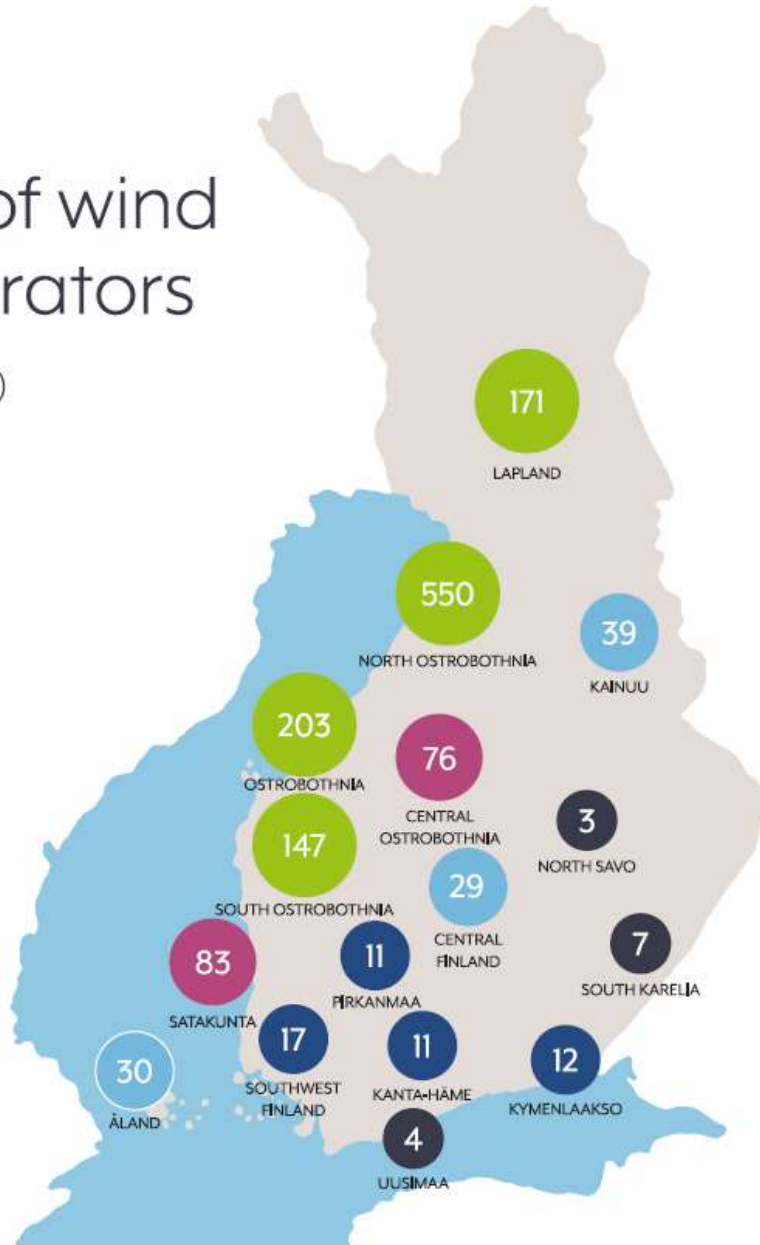 of wind
rators
)
171
LAPLAND
550
NORTH OSTROBOTHNIA
39
KAINUU
203
OSTROBOTHNIA
76
CENTRAL
OSTROBOTHNIA
3
NORTH SAVO
147
SOUTH OSTROBOTHNIA
29
CENTRAL
FINLAND
7
SOUTH KARELIA
83
SATAKUNTA
11
PIRKANMAA
17
SOUTHWEST
FINLAND
11
KANTA-HÄME
12
KYMENLAAKSO
30
ÅLAND
4
UUSIMAA